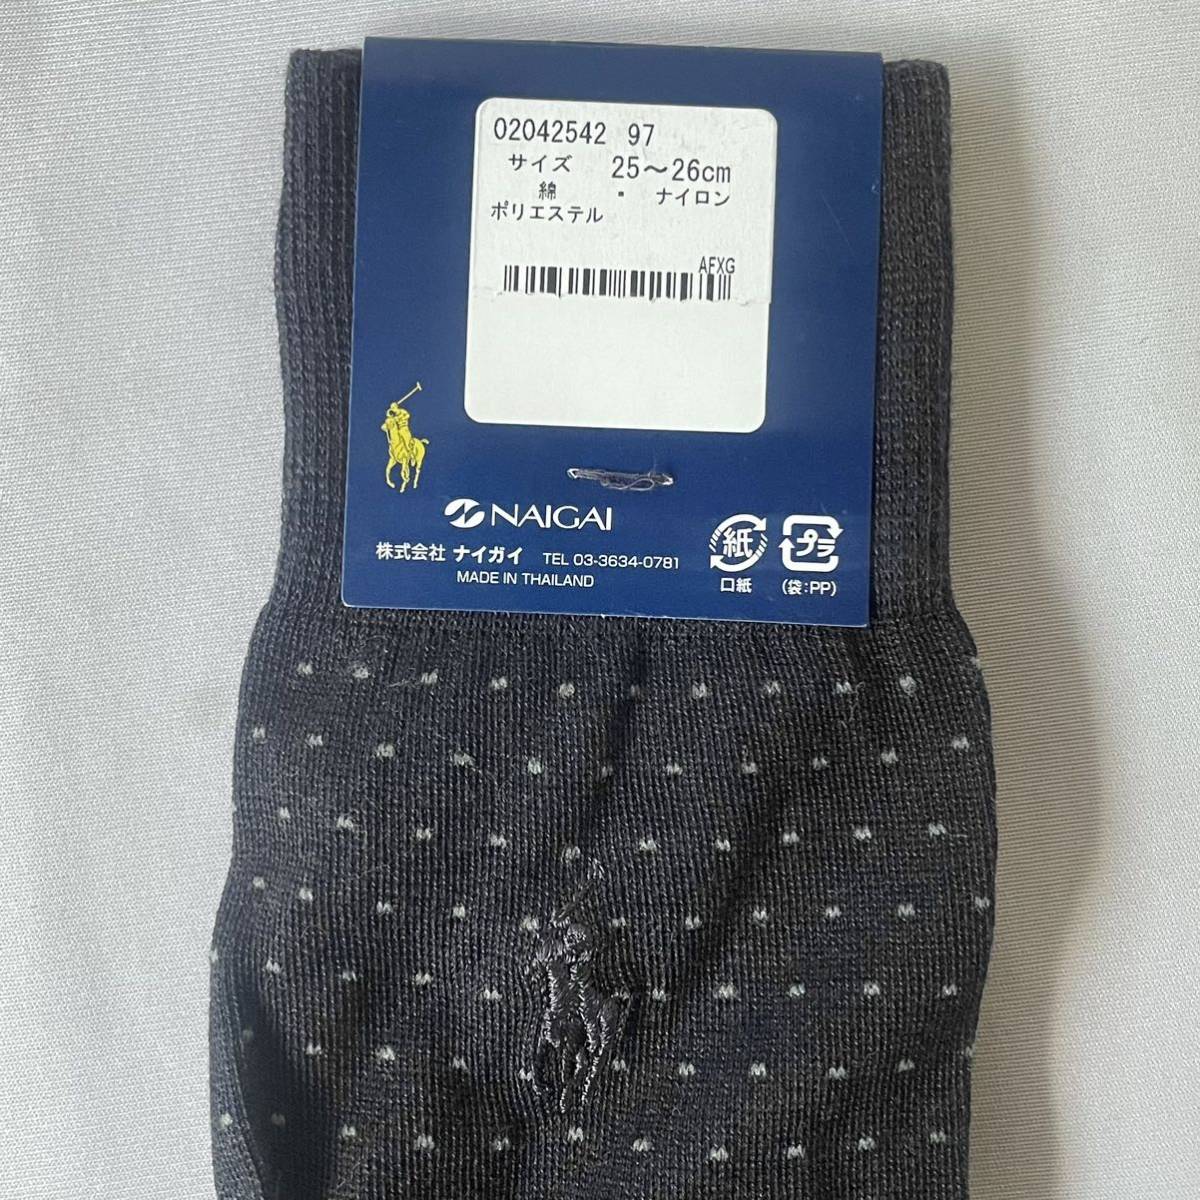 02042542 97
サイズ 25～26cm
綿 ・ ナイロン
ポリエステル
AFXG
NAIGAI
株式会社 ナイガイ TEL 03-3634-0781
MADE IN THAILAND
紙
口紙
プラ
(袋:PP)